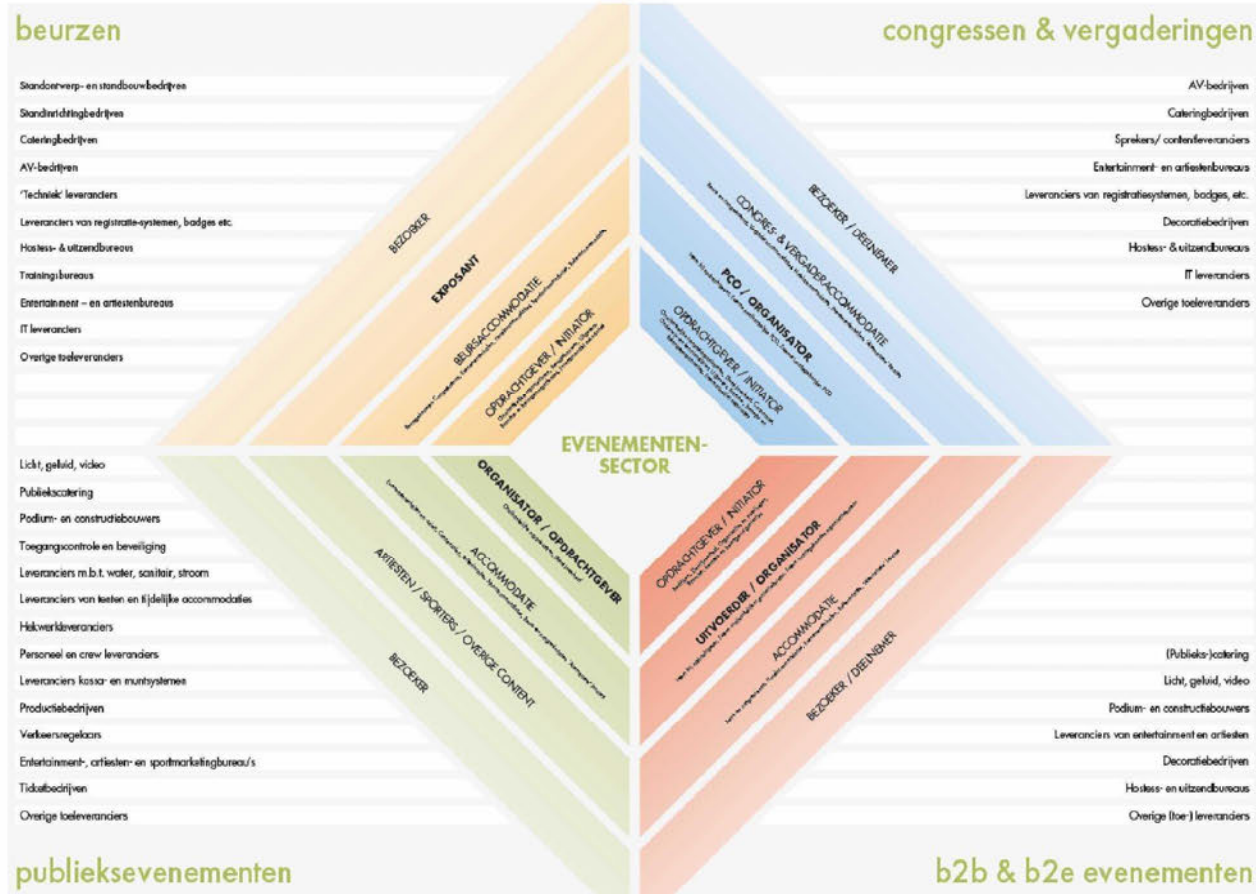 beurzen
Standontwerp- en standbouwbedrijven
Standinrichtingbedrijven
Cateringbedrijven
AV-bedrijven
'Techniek' leveranciers
Leveranciers van registratie-systemen, badges etc.
Hostess- & uitzendbureaus
Trainingsbureaus
Entertainment – en artiestenbureaus
IT leveranciers
Overige toeleveranciers
BEZOEKER
EXPOSANT
BEURSACCOMMODATIE
OPDRACHTGEVER / INITIATOR
congressen & vergaderingen
AV-bedrijven
Cateringbedrijven
Sprekers/ contentleveranciers
Entertainment- en artiestenbureaus
Leveranciers van registratiesystemen, badges, etc.
Decoratiebedrijven
Hostess- & uitzendbureaus
IT leveranciers
Overige toeleveranciers
BEZOEKER / DEELNEMER
CONGRES- & VERGADERACCOMMODATIE
PCO / ORGANISATOR
OPDRACHTGEVER / INITIATOR
EVENEMENTEN-
SECTOR
Licht, geluid, video
Publiekscatering
Podium- en constructiebouwers
Toegangscontrole en beveiliging
Leveranciers m.b.t. water, sanitair, stroom
Leveranciers van tenten en tijdelijke accommodaties
Hekwerkleveranciers
Personeel en crew leveranciers
Leveranciers kassa- en muntsystemen
Productiebedrijven
Verkeersregelaars
Entertainment-, artiesten- en sportmarketingbureau's
Ticketbedrijven
Overige toeleveranciers
publieksevenementen
ORGANISATOR / OPDRACHTGEVER
ACCOMMODATIE
ARTIESTEN / SPORTERS / OVERIGE CONTENT
BEZOEKER
OPDRACHTGEVER / INITIATOR
UITVOERDER / ORGANISATOR
ACCOMMODATIE
BEZOEKER / DEELNEMER
(Publieks-)catering
Licht, geluid, video
Podium- en constructiebouwers
Leveranciers van entertainment en artiesten
Decoratiebedrijven
Hostess- en uitzendbureaus
Overige (toe-) leveranciers
b2b & b2e evenementen